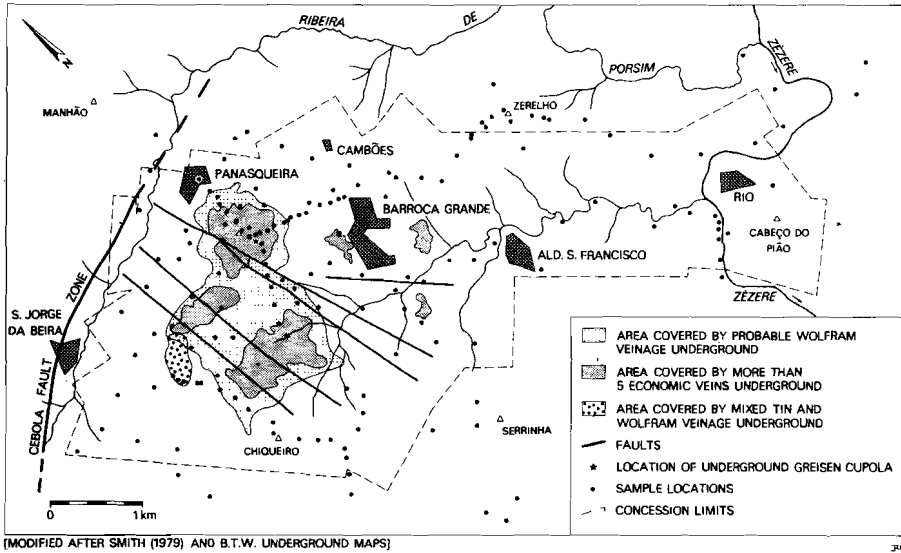 N
RIBEIRA
DE
ZÊZERE
PORSIM
MANHÃO
ZERELHO
CAMBÕES
PANASQUEIRA
BARROCA GRANDE
RIO
CABEÇO DO
PIÃO
ALD. S. FRANCISCO
ZÊZERE
S. JORGE
DA BEIRA
CEBOLA FAULT ZONE
CHIQUEIRO
SERRINHA
AREA COVERED BY PROBABLE WOLFRAM
VEINAGE UNDERGROUND
AREA COVERED BY MORE THAN
5 ECONOMIC VEINS UNDERGROUND
AREA COVERED BY MIXED TIN AND
WOLFRAM VEINAGE UNDERGROUND
FAULTS
LOCATION OF UNDERGROUND GREISEN CUPOLA
SAMPLE LOCATIONS
CONCESSION LIMITS
0 1 km
[MODIFIED AFTER SMITH (1979) AND B.T.W. UNDERGROUND MAPS]